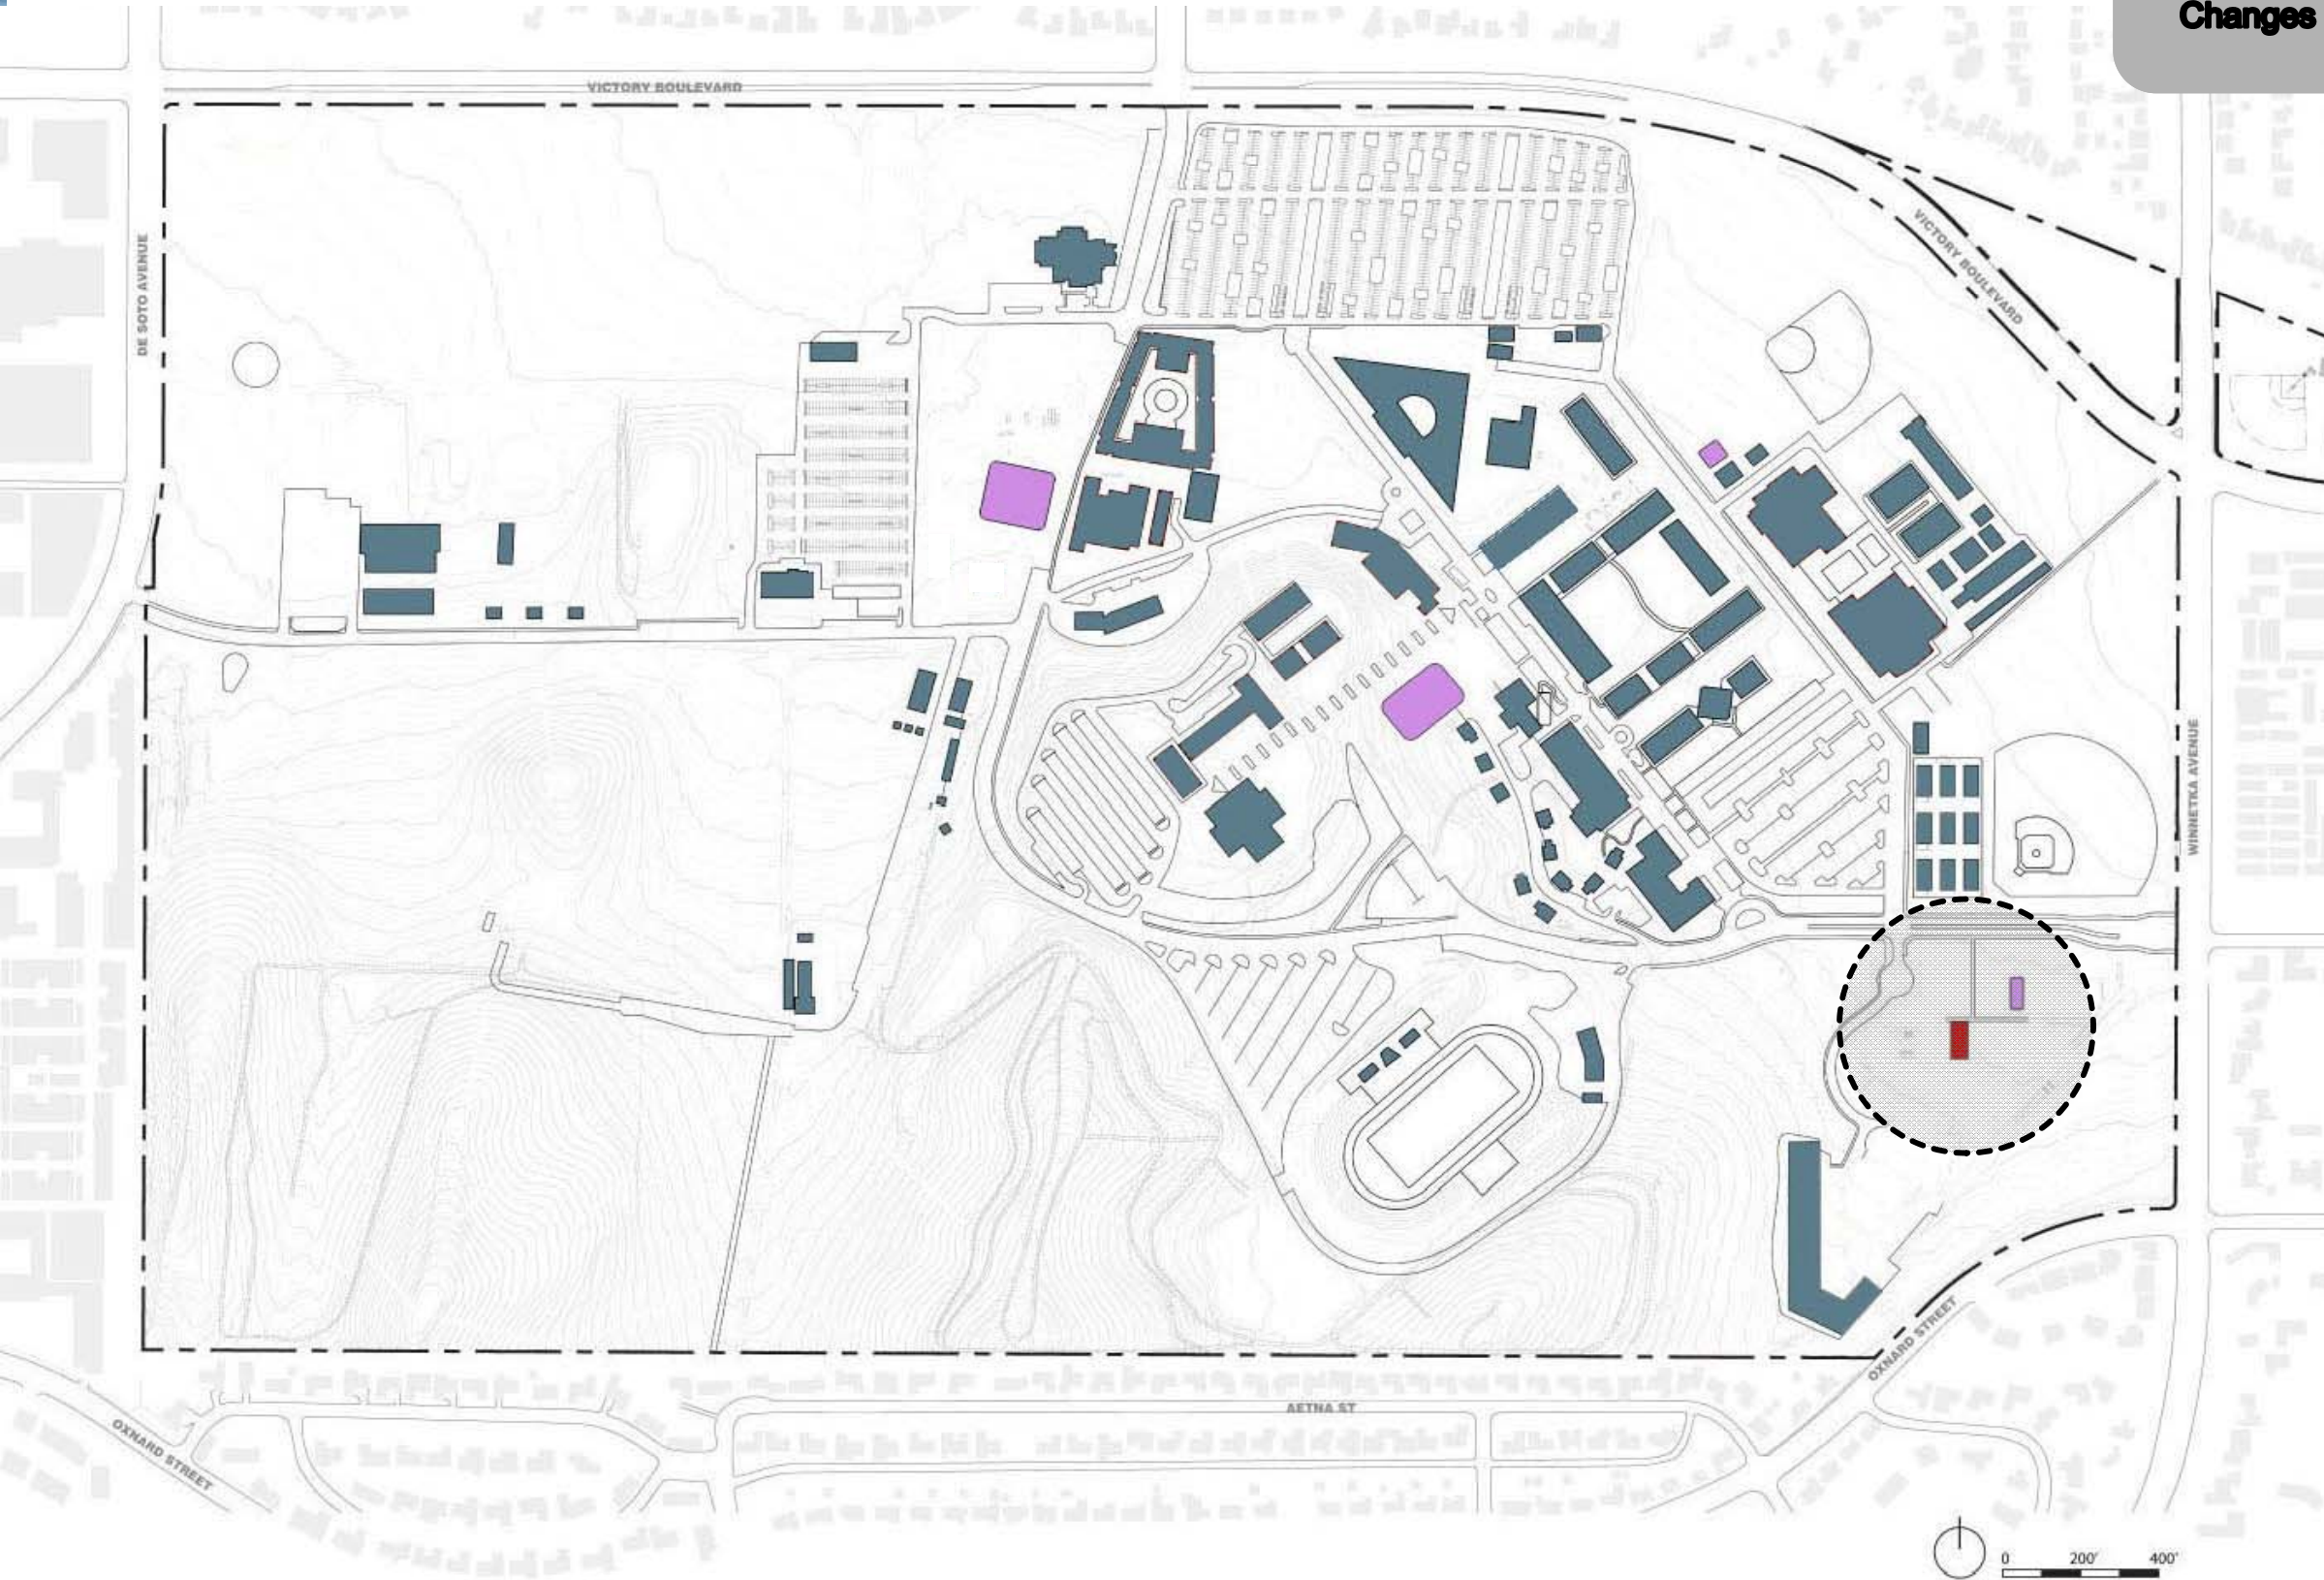 Changes
VICTORY BOULEVARD
DE SOTO AVENUE
VICTORY BOULEVARD
WINNETKA AVENUE
OXNARD STREET
AETNA ST
OXNARD STREET
0 200' 400'